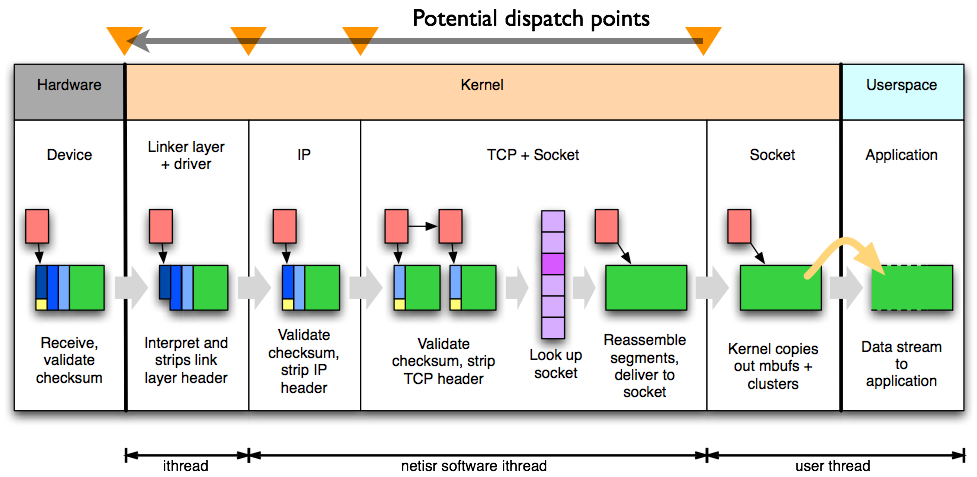 Potential dispatch points
Hardware
Kernel
Userspace
Device
Linker layer
+ driver
IP
TCP + Socket
Socket
Application
Receive,
validate
checksum
Interpret and
strips link
layer header
Validate
checksum,
strip IP
header
Validate
checksum, strip
TCP header
Look up
socket
Reassemble
segments,
deliver to
socket
Kernel copies
out mbufs +
clusters
Data stream
to
application
ithread
netisr software ithread
user thread